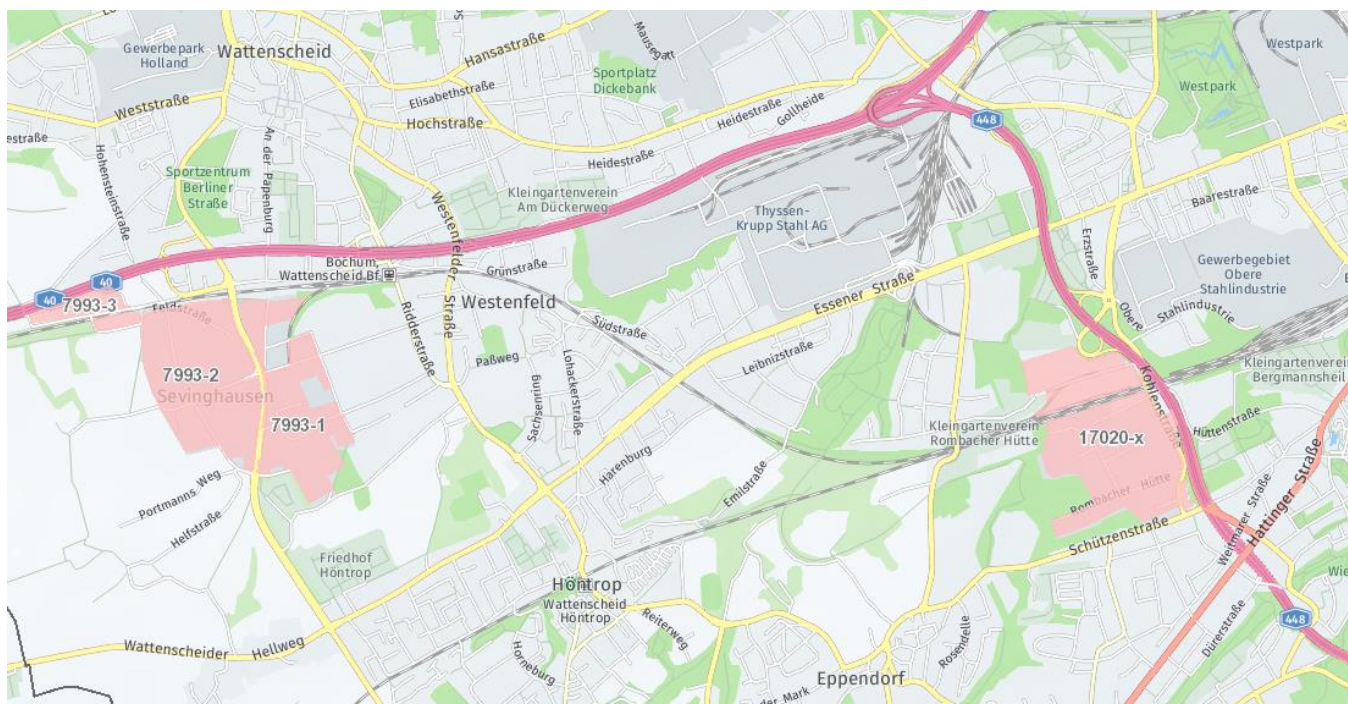 Gewerbepark
Holland
Wattenscheid
Hansastraße
Mausegatt
Sportplatz
Dickebank
Westpark
Westpark
Weststraße
Elisabethstraße
Hochstraße
Heidestraße
Gollheide
448
Hohensteinstraße
An der Papenburg
Heidestraße
Sportzentrum
Berliner
Straße
Kleingartenverein
Am Dückerweg
Westenfelder Straße
Thyssen-
Krupp Stahl AG
Baarestraße
Erzstraße
Gewerbegebiet
Obere
Stahlindustrie
Bochum,
Wattenscheid Bf.
Grünstraße
Essener Straße
40
40
7993-3
Feldstraße
Westenfeld
Ridderstraße
Südstraße
Obere
Stahlindustrie
Paßweg
Lohackerstraße
Leibnizstraße
Kleingartenverein
Bergmannsheil
7993-2
Sevinghausen
7993-1
Sachsenring
Kohlenstraße
Kleingartenverein
Rombacher Hütte
17020-x
Hüttenstraße
Harenburg
Emilstraße
Portmanns Weg
Helfstraße
Rombacher Hütte
Schützenstraße
Weitmarer Straße
Hattinger Straße
Friedhof
Höntrop
Höntrop
Wattenscheid
Höntrop
Reiterweg
Wattenscheider Hellweg
Horneburg
Rosendelle
Dürerstraße
448
Eppendorf
der Mark